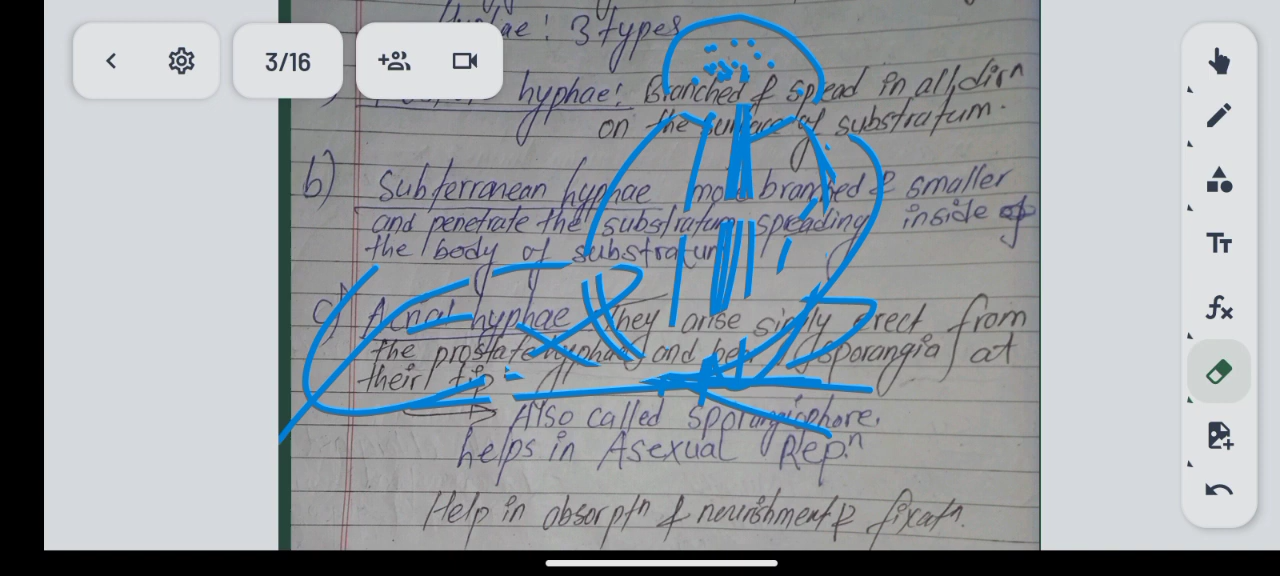 3/16
hyphae: 3 types
hyphae: Branched & spread in all dirn
on the surface of substratum.
b) Subterranean hyphae more branched & smaller
and penetrate the substratum spreading inside of
the body of substratum
c) Aerial hyphae They arise singly erect from
the prostate hyphae and bear (sporangia) at
their tip
→ Also called sporangiophore.
helps in Asexual Rep.n
Help in absorptn & nourishment & fixatn.
Tт
fx